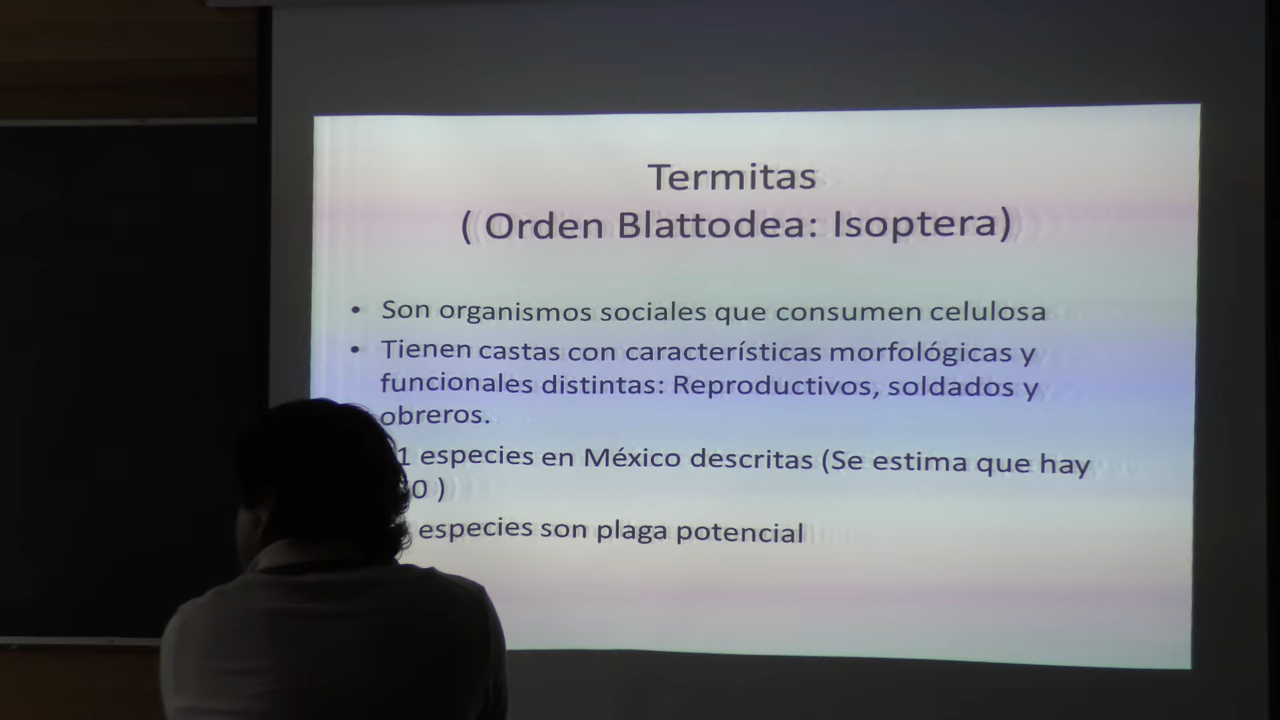 Termitas
( Orden Blattodea: Isoptera)
• Son organismos sociales que consumen celulosa
• Tienen castas con características morfológicas y
funcionales distintas: Reproductivos, soldados y
obreros.
especies en México descritas (Se estima que hay
)
especies son plaga potencial